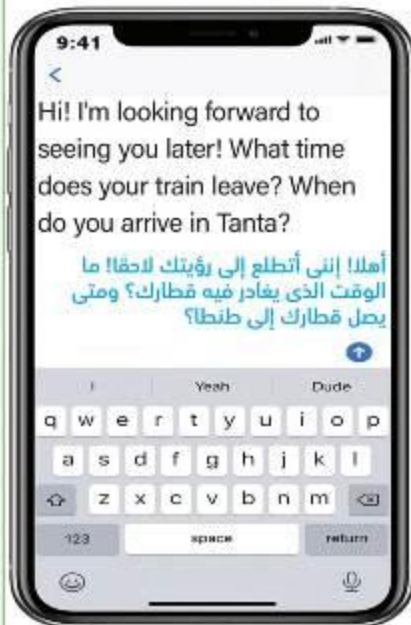 9:41
<
Hi! I'm looking forward to
seeing you later! What time
does your train leave? When
do you arrive in Tanta?
أهلا! إننى أتطلع إلى رؤيتك لاحقًا! ما
الوقت الذى يغادر فيه قطارك؟ ومتى
يصل قطارك إلى طنطا؟
I Yeah Dude
q w e r t y u i o p
a s d f g h j k l
z x c v b n m
123 space return